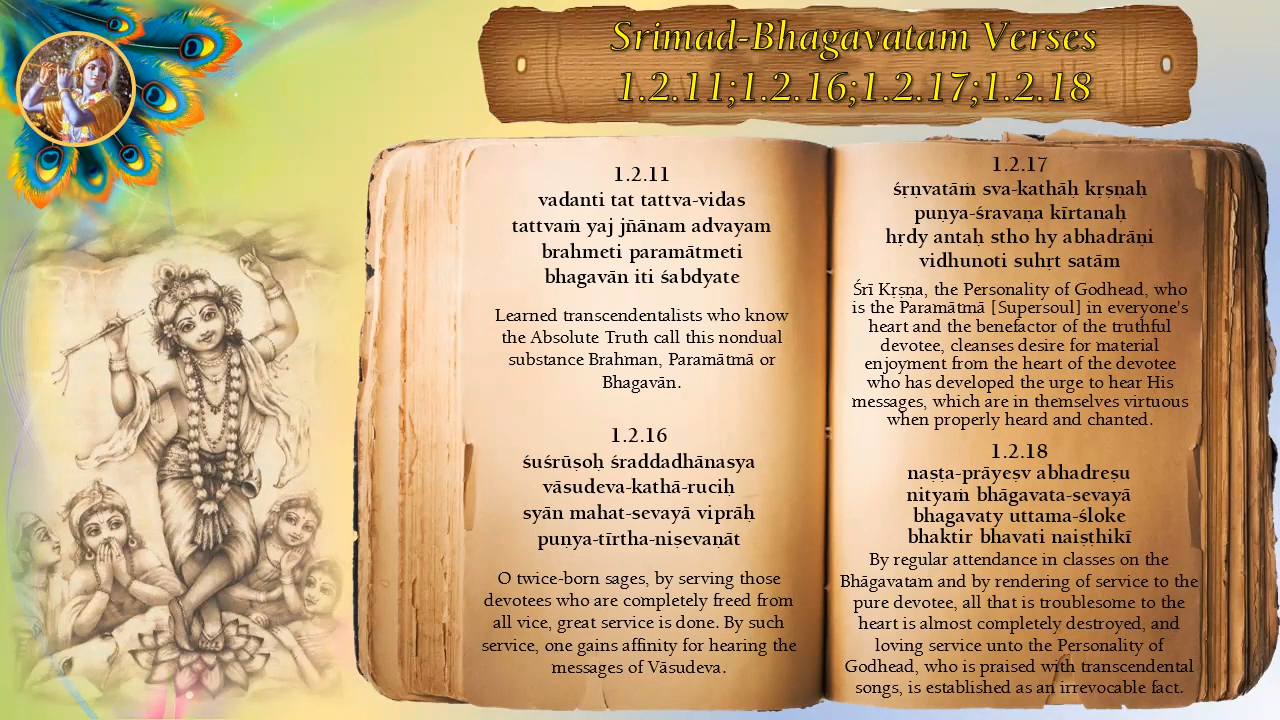 Srimad-Bhagavatam Verses
1.2.11;1.2.16;1.2.17;1.2.18
1.2.11
vadanti tat tattva-vidas
tattvaṁ yaj jñānam advayam
brahmeti paramātmeti
bhagavān iti śabdyate
Learned transcendentalists who know
the Absolute Truth call this nondual
substance Brahman, Paramātmā or
Bhagavān.
1.2.16
śuśrūṣoḥ śraddadhānasya
vāsudeva-kathā-ruciḥ
syān mahat-sevayā viprāḥ
puṇya-tīrtha-niṣevaṇāt
O twice-born sages, by serving those
devotees who are completely freed from
all vice, great service is done. By such
service, one gains affinity for hearing the
messages of Vāsudeva.
1.2.17
śṛṇvatāṁ sva-kathāḥ kṛṣṇaḥ
puṇya-śravaṇa kīrtanaḥ
hṛdy antaḥ stho hy abhadrāṇi
vidhunoti suhṛt satām
Śrī Kṛṣṇa, the Personality of Godhead, who
is the Paramātmā [Supersoul] in everyone's
heart and the benefactor of the truthful
devotee, cleanses desire for material
enjoyment from the heart of the devotee
who has developed the urge to hear His
messages, which are in themselves virtuous
when properly heard and chanted.
1.2.18
naṣṭa-prāyeṣv abhadreṣu
nityaṁ bhāgavata-sevayā
bhagavaty uttama-śloke
bhaktir bhavati naiṣṭhikī
By regular attendance in classes on the
Bhāgavatam and by rendering of service to the
pure devotee, all that is troublesome to the
heart is almost completely destroyed, and
loving service unto the Personality of
Godhead, who is praised with transcendental
songs, is established as an irrevocable fact.